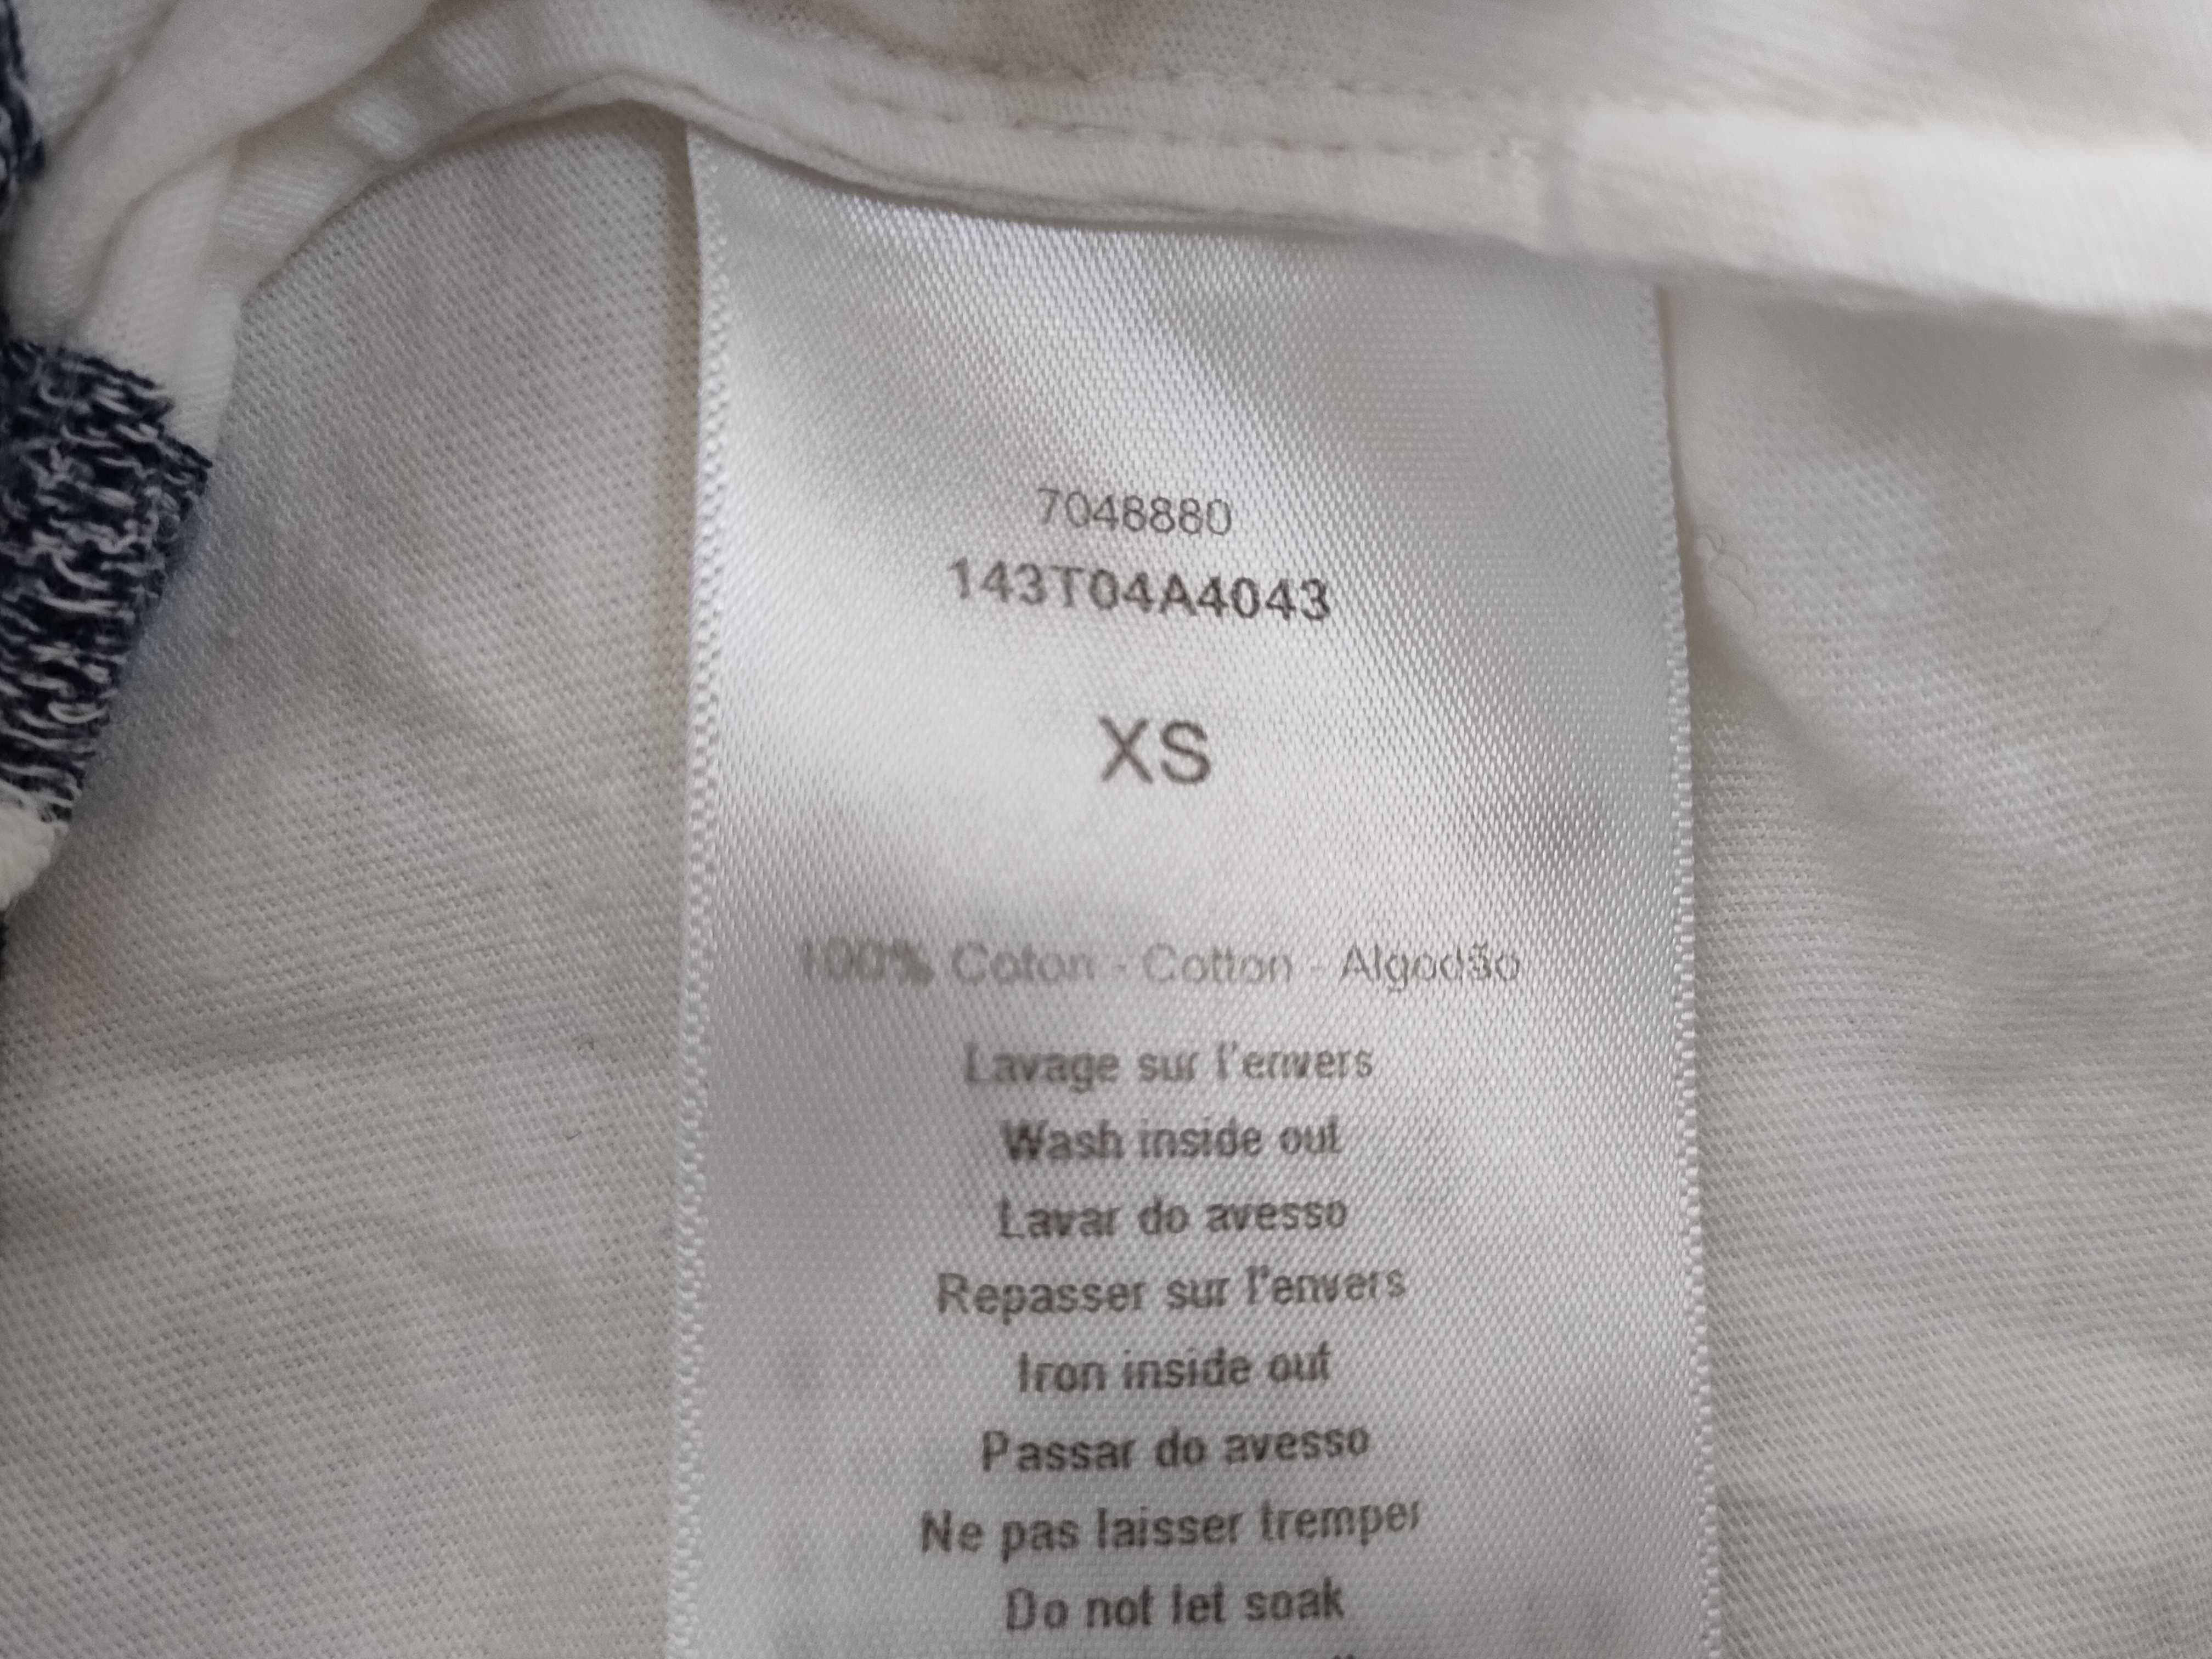 7048880
143T04A4043
XS
100% Coton - Cotton - Algodão
Lavage sur l'envers
Wash inside out
Lavar do avesso
Repasser sur l'envers
Iron inside out
Passar do avesso
Ne pas laisser tremper
Do not let soak